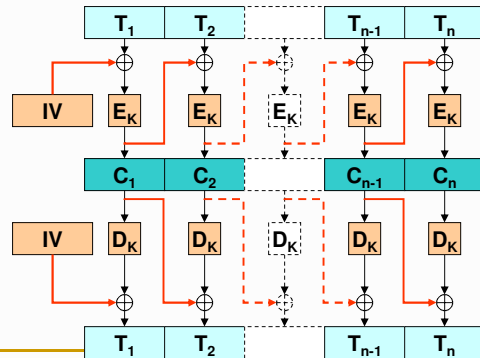 T1 T2 Tn-1 Tn
IV EK EK EK EK EK
C1 C2 Cn-1 Cn
IV DK DK DK DK DK
T1 T2 Tn-1 Tn